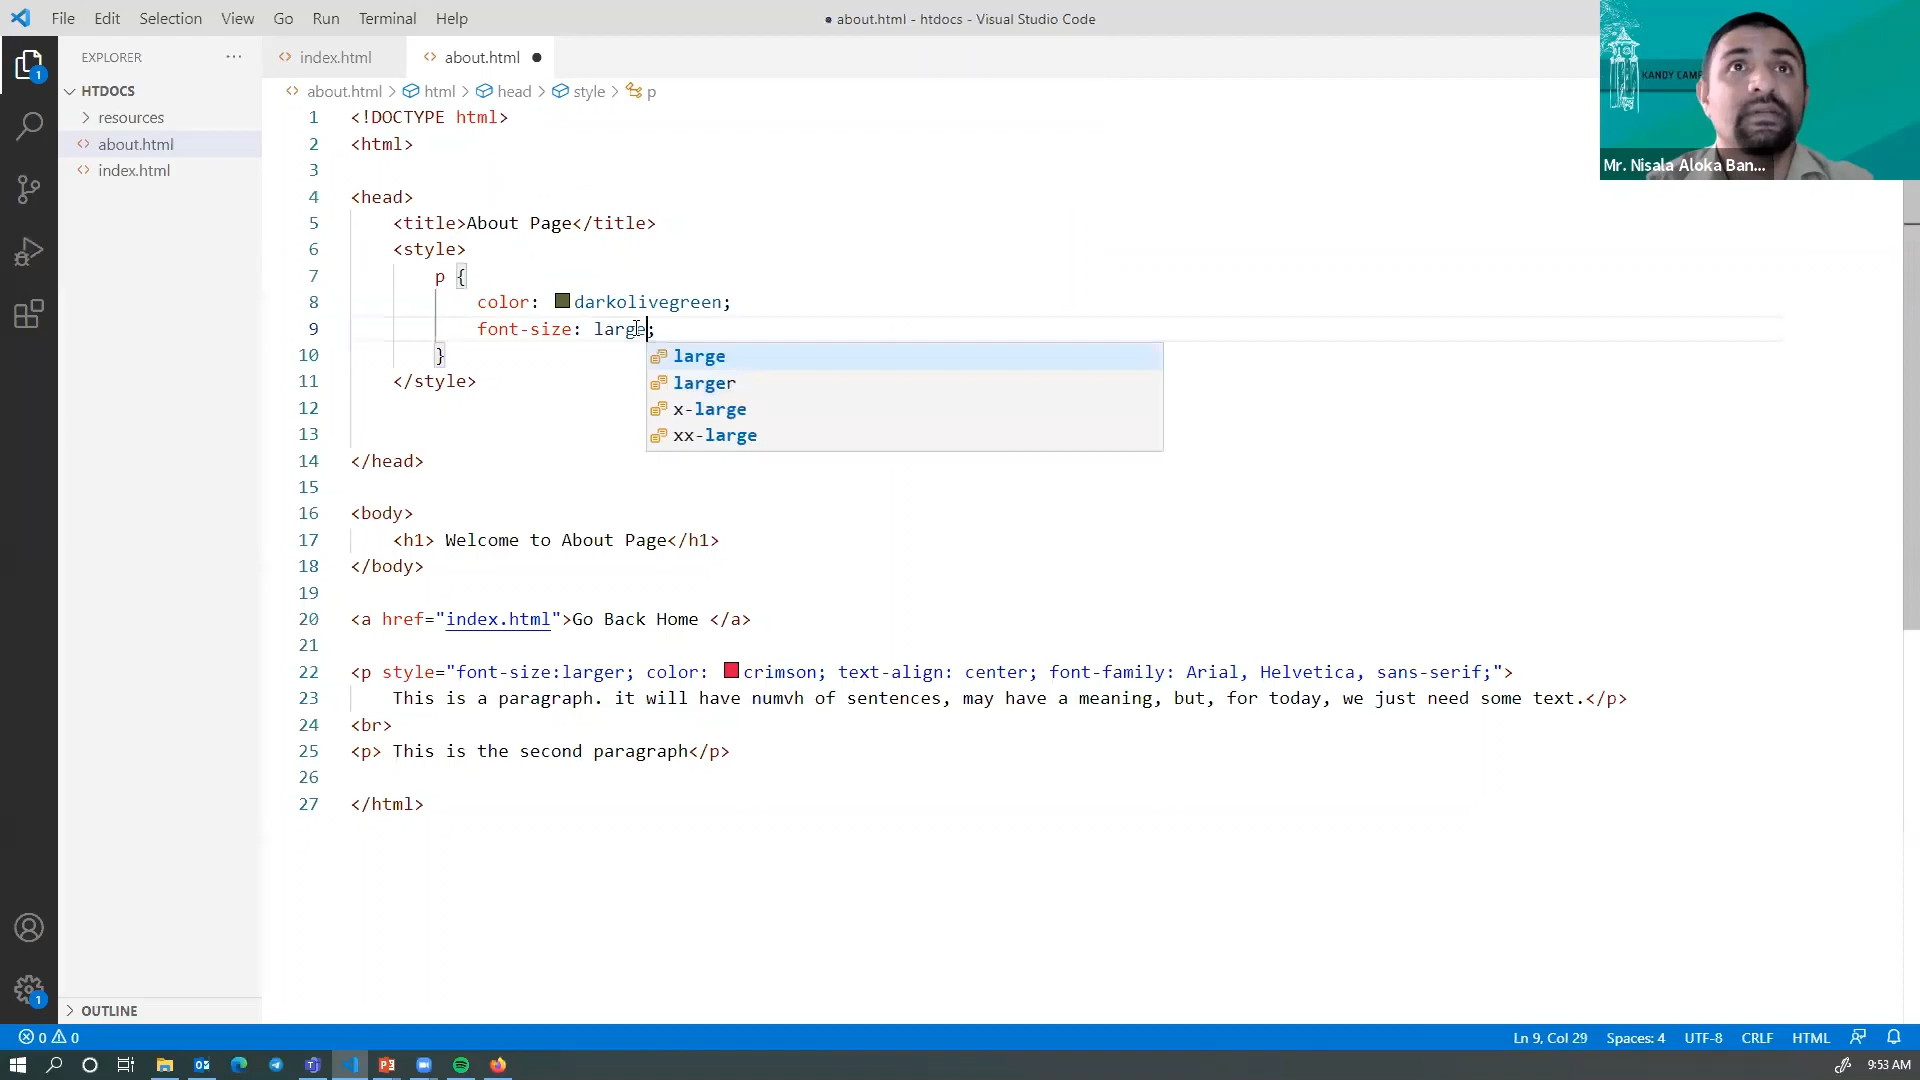 File Edit Selection View Go Run Terminal Help
● about.html - htdocs - Visual Studio Code
KANDY CAMP
Mr. Nisala Aloka Ban...
EXPLORER ...
HTDOCS
resources
about.html
index.html
OUTLINE
index.html
about.html ●
about.html > html > head > style > p
1 <!DOCTYPE html>
2 <html>
3
4 <head>
5 <title>About Page</title>
6 <style>
7 p {
8 color: darkolivegreen;
9 font-size: large;
10 }
11 </style>
12
13
14 </head>
15
16 <body>
17 <h1> Welcome to About Page</h1>
18 </body>
19
20 <a href="index.html">Go Back Home </a>
21
22 <p style="font-size:larger; color: crimson; text-align: center; font-family: Arial, Helvetica, sans-serif;">
23 This is a paragraph. it will have numvh of sentences, may have a meaning, but, for today, we just need some text.</p>
24 <br>
25 <p> This is the second paragraph</p>
26
27 </html>
large
larger
x-large
xx-large
1
1
0 0
Ln 9, Col 29 Spaces: 4 UTF-8 CRLF HTML
9:53 AM